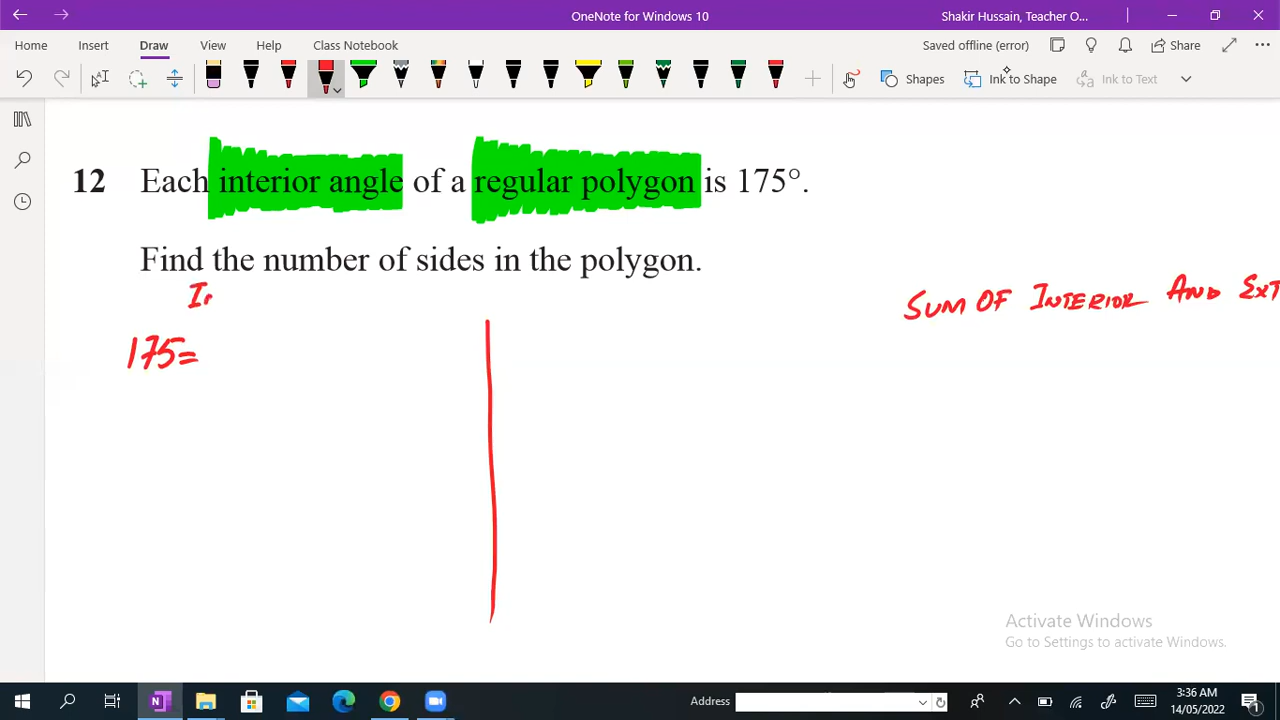 OneNote for Windows 10
Shakir Hussain, Teacher O...
Home Insert Draw View Help Class Notebook
Saved offline (error)
Share
Shapes
Ink to Shape
Ink to Text
12 Each interior angle of a regular polygon is 175°.
Find the number of sides in the polygon.
SUM OF INTERIOR AND EXT
In
175=
Activate Windows
Go to Settings to activate Windows.
Address
3:36 AM
14/05/2022
1